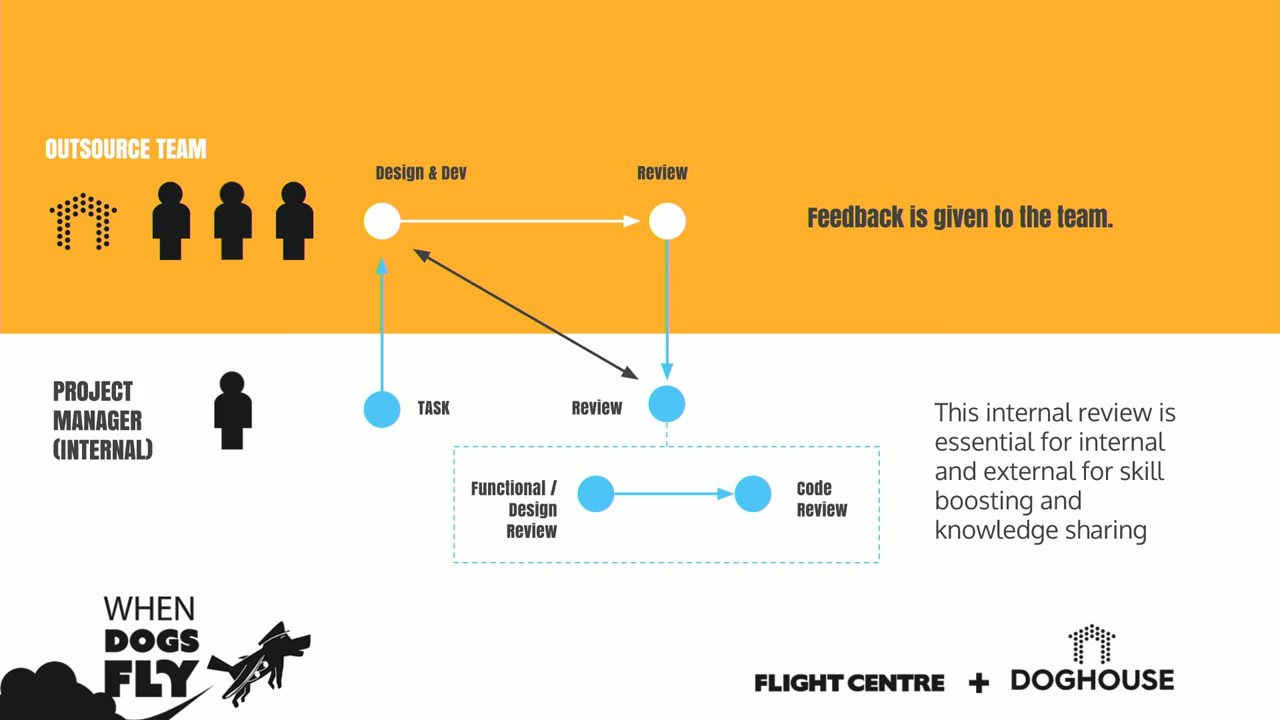 OUTSOURCE TEAM
Design & Dev
Review
Feedback is given to the team.
PROJECT
MANAGER
(INTERNAL)
TASK
Review
Functional /
Design
Review
Code
Review
This internal review is
essential for internal
and external for skill
boosting and
knowledge sharing
WHEN
DOGS
FLY
FLIGHT CENTRE + DOGHOUSE